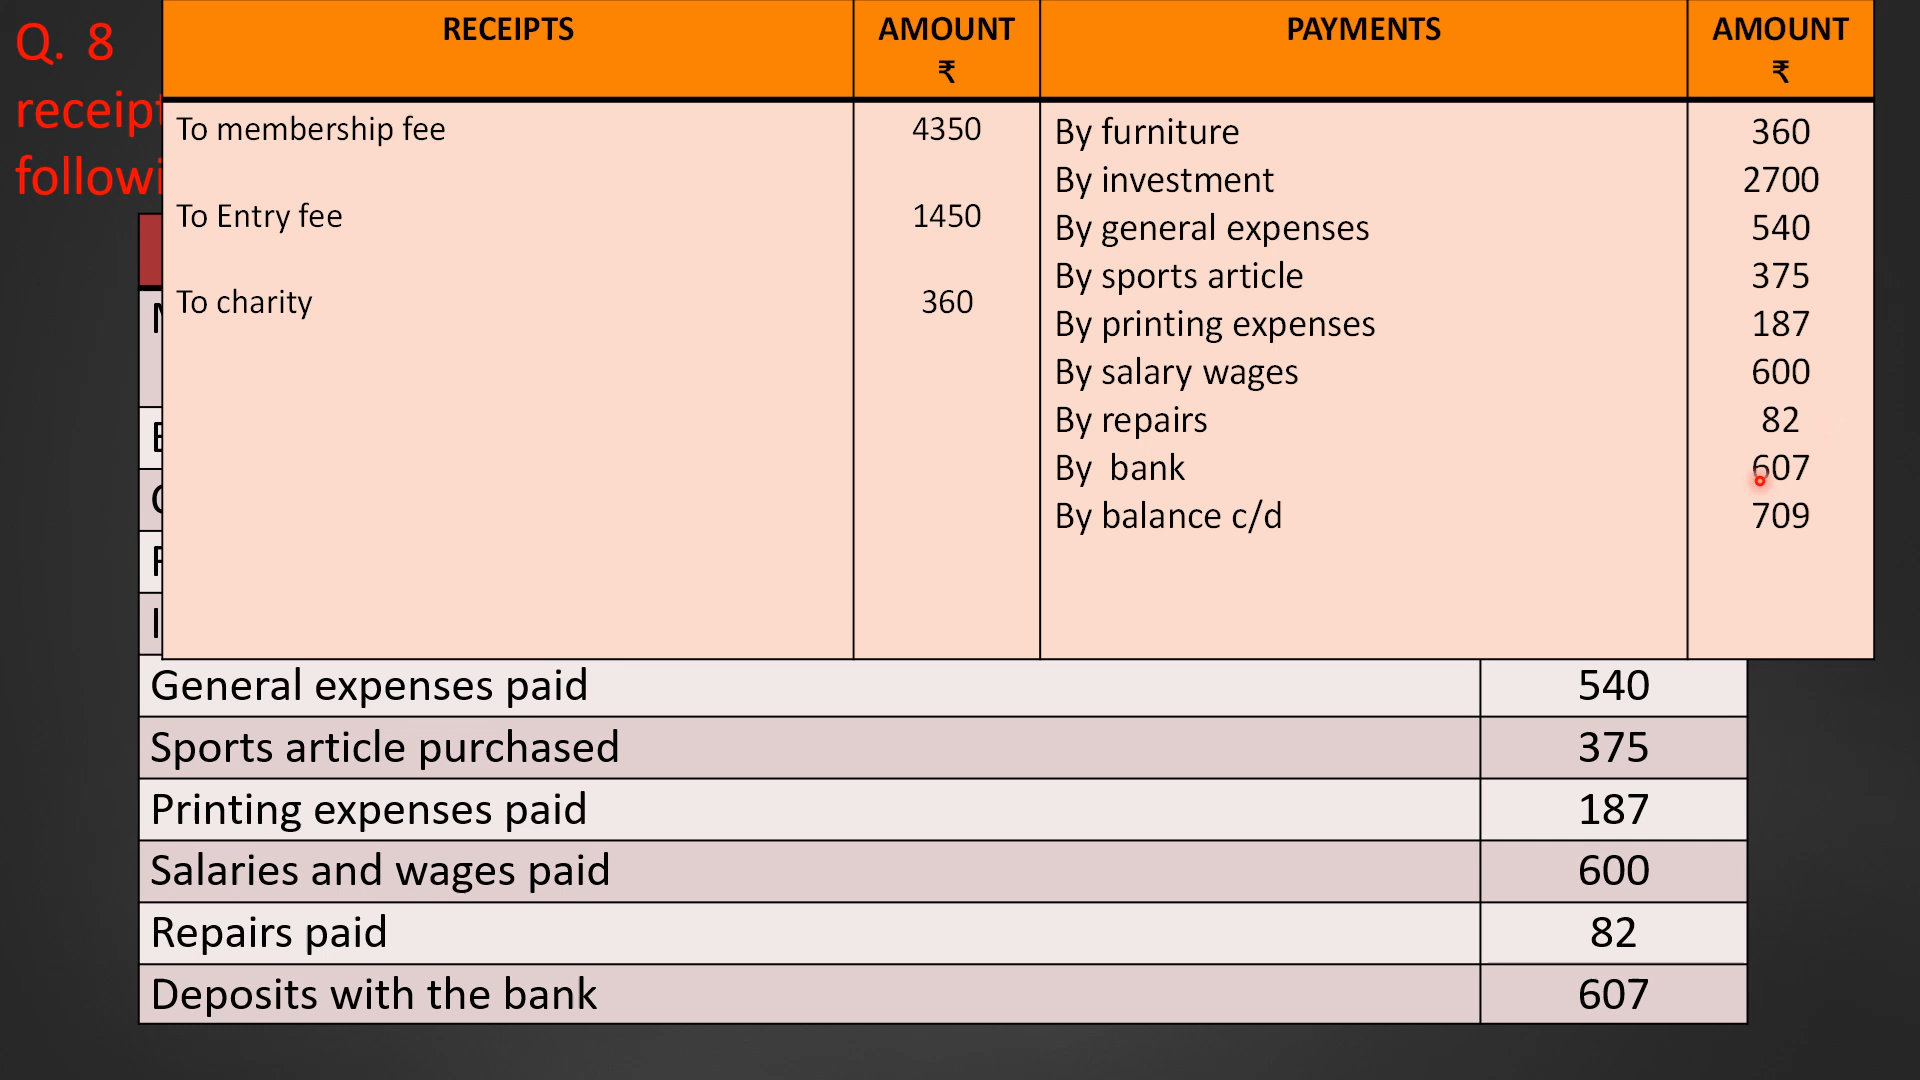 Q. 8
RECEIPTS AMOUNT ₹ PAYMENTS AMOUNT ₹
To membership fee 4350 By furniture 360
By investment 2700
To Entry fee 1450 By general expenses 540
By sports article 375
To charity 360 By printing expenses 187
By salary wages 600
By repairs 82
By bank 607
By balance c/d 709
General expenses paid 540
Sports article purchased 375
Printing expenses paid 187
Salaries and wages paid 600
Repairs paid 82
Deposits with the bank 607